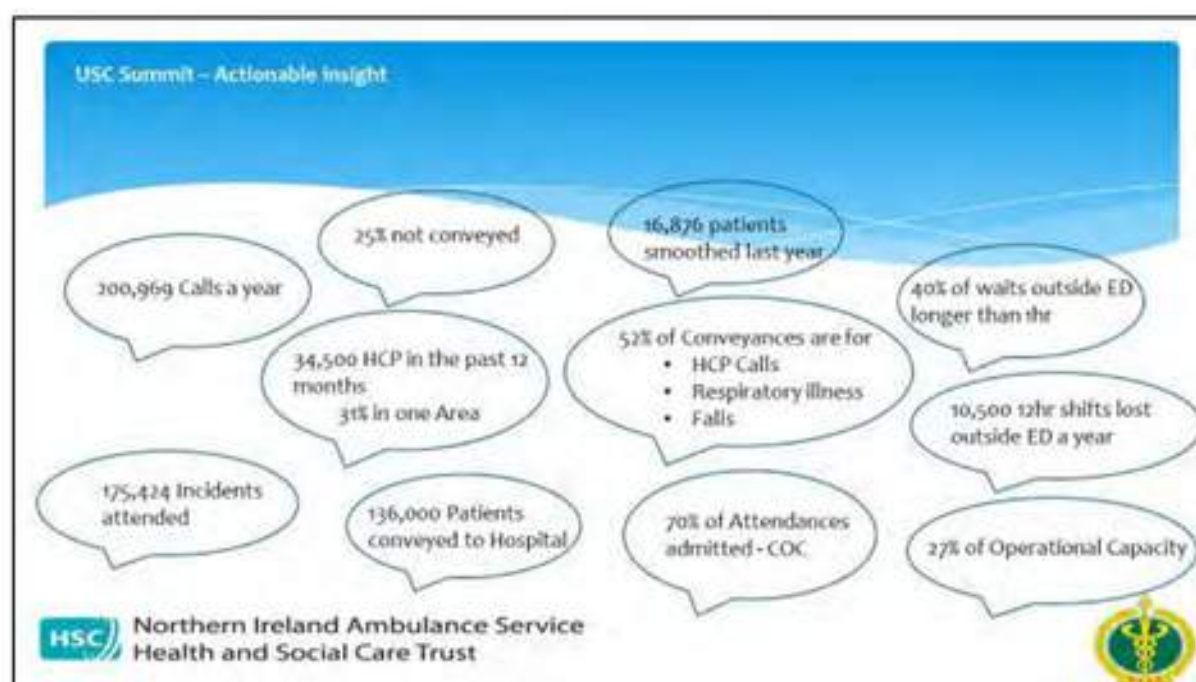 USC Summit – Actionable Insight
25% not conveyed
16,876 patients
smoothed last year
200,969 Calls a year
40% of waits outside ED
longer than 1hr
34,500 HCP in the past 12
months
31% in one Area
52% of Conveyances are for
• HCP Calls
• Respiratory illness
• Falls
10,500 12hr shifts lost
outside ED a year
175,424 Incidents
attended
136,000 Patients
conveyed to Hospital
70% of Attendances
admitted - COC
27% of Operational Capacity
HSC
Northern Ireland Ambulance Service
Health and Social Care Trust